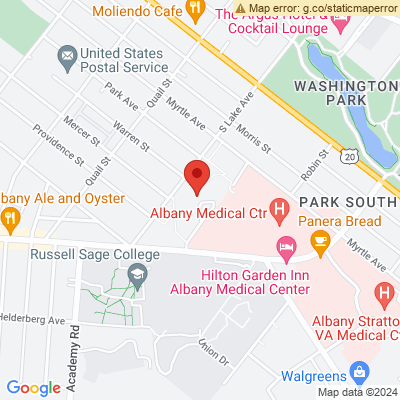 Moliendo Cafe
The Argus Hotel &
Cocktail Lounge
Map error: g.co/staticmaperror
United States
Postal Service
WASHINGTON
PARK
Park Ave
Quail St
Myrtle Ave
S Lake Ave
Mercer St
Warren St
Morris St
Providence St
Robin St
20
Quail St
Albany Medical Ctr
H
PARK SOUTH
Panera Bread
bany Ale and Oyster
Myrtle Ave
Russell Sage College
Hilton Garden Inn
Albany Medical Center
H
Albany Stratto
VA Medical Ct
Helderberg Ave
Academy Rd
Union Dr
Walgreens
Google
Map data ©2024